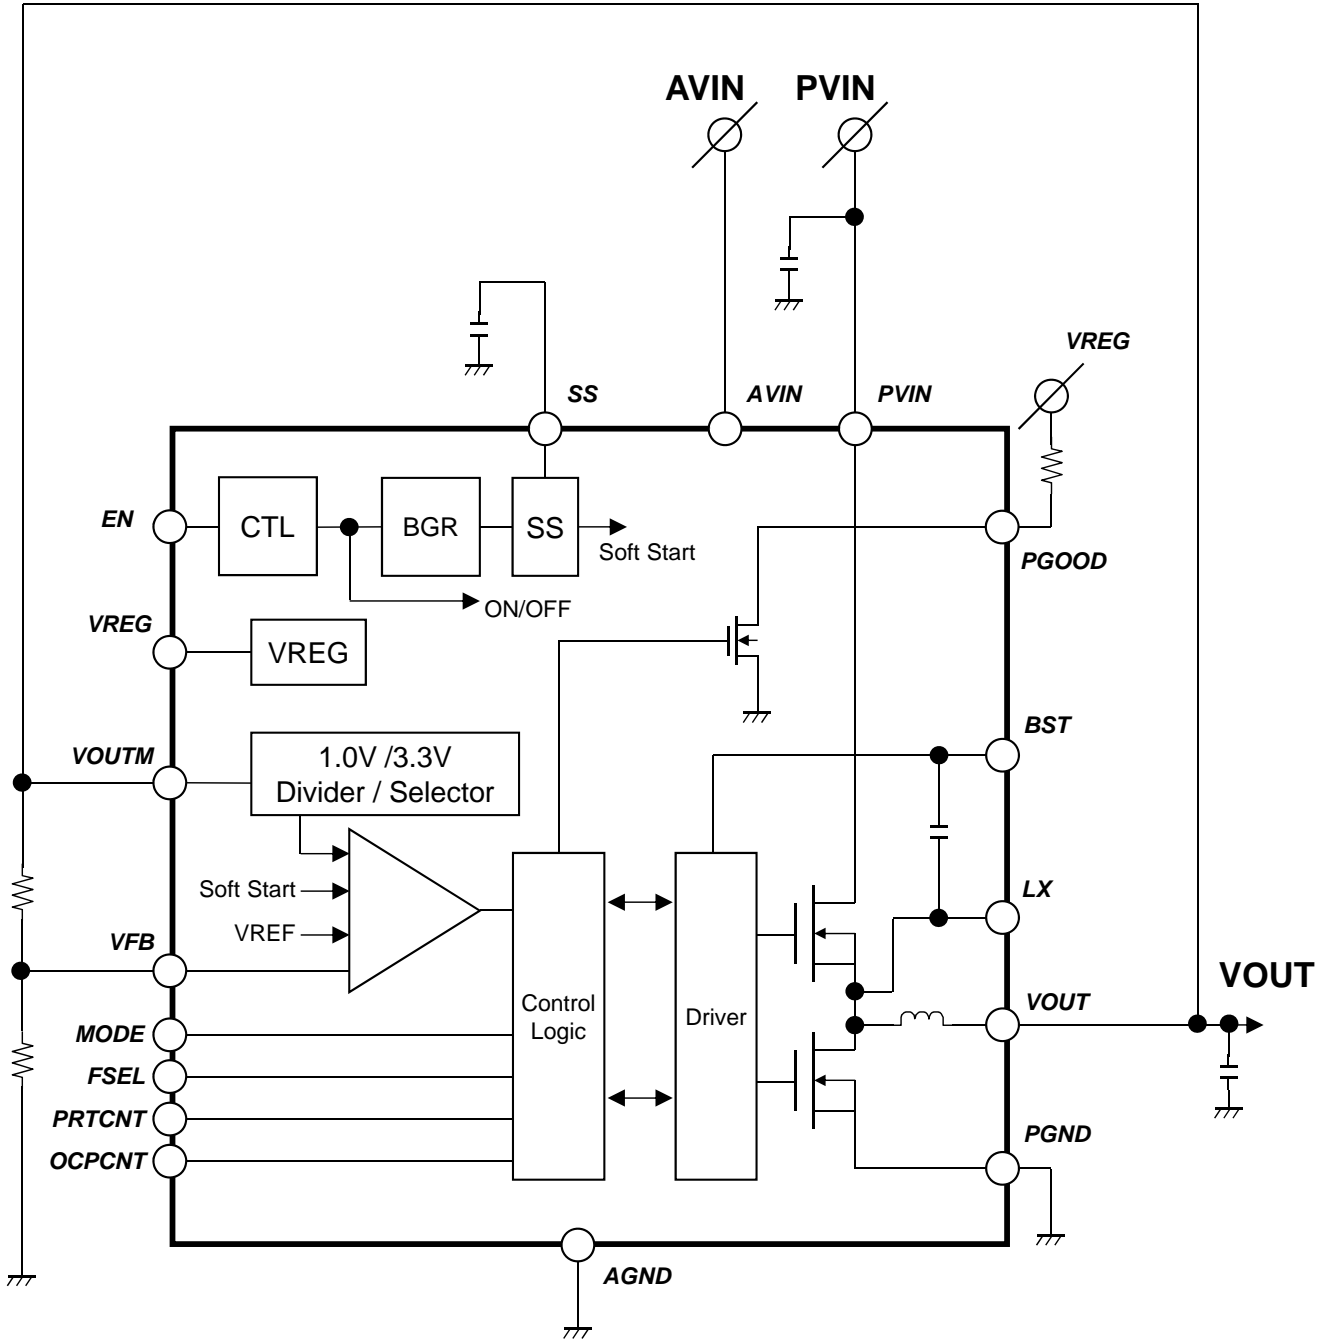 AVIN PVIN
VREG
SS AVIN PVIN
EN CTL BGR SS
Soft Start
PGOOD
ON/OFF
VREG
VREG
BST
VOUTM
1.0V /3.3V
Divider / Selector
Soft Start
LX
VREF
VFB
VOUT
Control
Logic
Driver
VOUT
MODE
FSEL
PRTCNT
PGND
OCPCNT
AGND